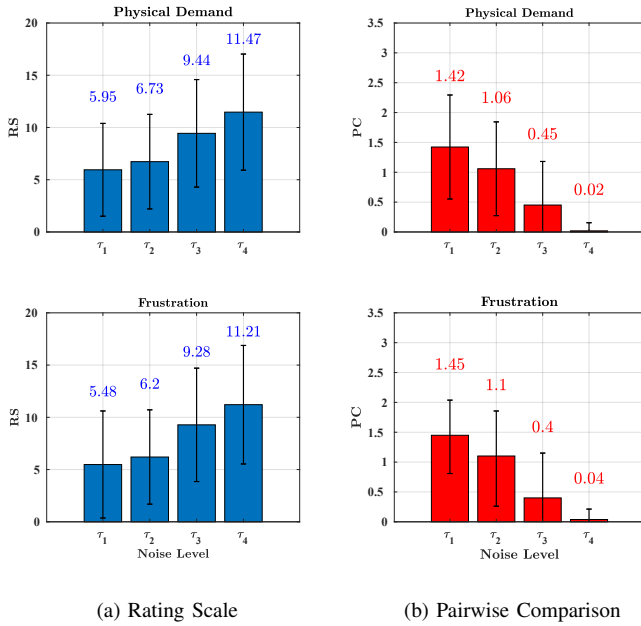 Physical Demand
20
15
10
5
0
RS
5.95
6.73
9.44
11.47
τ1
τ2
τ3
τ4
Physical Demand
3.5
3
2.5
2
1.5
1
0.5
0
PC
1.42
1.06
0.45
0.02
τ1
τ2
τ3
τ4
Frustration
20
15
10
5
0
RS
5.48
6.2
9.28
11.21
τ1
τ2
τ3
τ4
Noise Level
Frustration
3.5
3
2.5
2
1.5
1
0.5
0
PC
1.45
1.1
0.4
0.04
τ1
τ2
τ3
τ4
Noise Level
(a) Rating Scale
(b) Pairwise Comparison